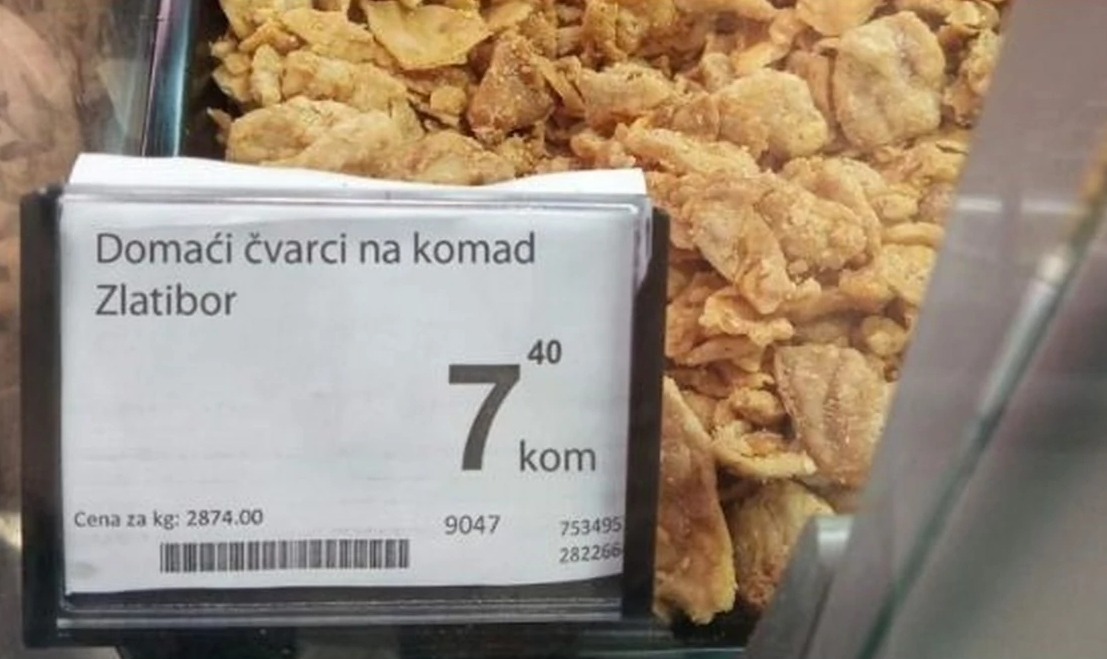 Domaći čvarci na komad
Zlatibor
7 40
kom
Cena za kg: 2874.00
9047
753495
282266